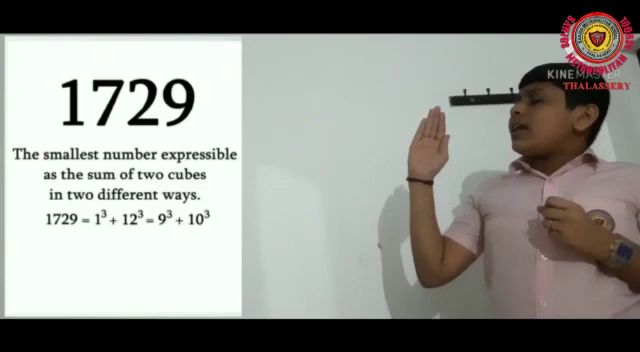 1729
The smallest number expressible
as the sum of two cubes
in two different ways.
1729 = 1³ + 12³ = 9³ + 10³
KINEMASTER
THALASSERY